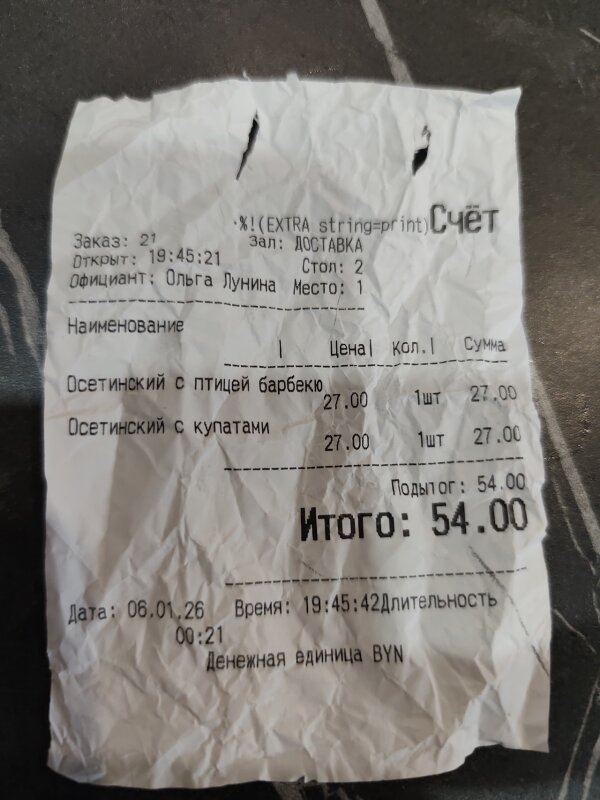 ·%!(EXTRA string=print)Счёт
Заказ: 21 Зал: ДОСТАВКА
Открыт: 19:45:21 Стол: 2
Официант: Ольга Лунина Место: 1
Наименование
| Цена| Кол.| Сумма
Осетинский с птицей барбекю
27.00 1шт 27.00
Осетинский с купатами
27.00 1шт 27.00
Подытог: 54.00
Итого: 54.00
Дата: 06.01.26 Время: 19:45:42Длительность
00:21
Денежная единица BYN